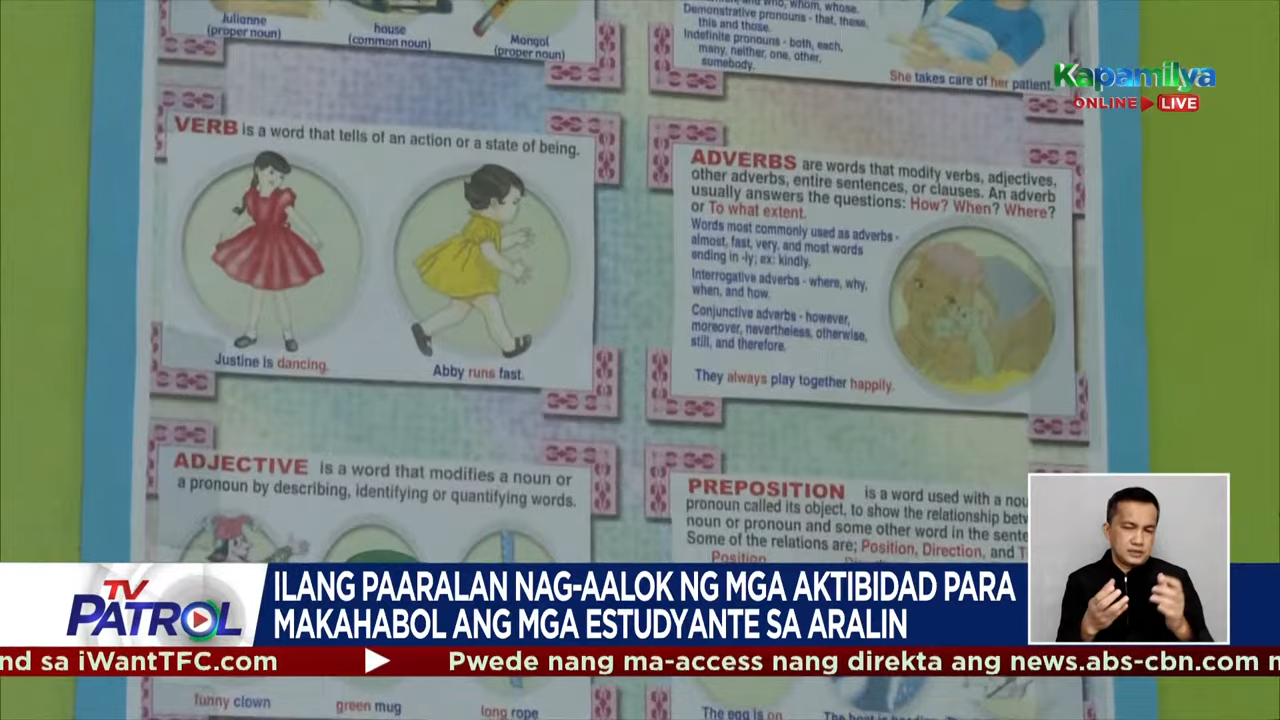 Julianne
(proper noun)
house
(common noun)
Mongol
(proper noun)
who, whom, whose.
Demonstrative pronouns - that, these,
this and those.
Indefinite pronouns - both, each,
many, neither, one, other,
somebody.
She takes care of her patient.
Kapamilya
ONLINE LIVE
VERB is a word that tells of an action or a state of being.
Justine is dancing.
Abby runs fast.
ADVERBS are words that modify verbs, adjectives,
other adverbs, entire sentences, or clauses. An adverb
usually answers the questions: How? When? Where?
or To what extent.
Words most commonly used as adverbs -
almost, fast, very, and most words
ending in -ly; ex: kindly.
Interrogative adverbs - where, why,
when, and how.
Conjunctive adverbs - however,
moreover, nevertheless, otherwise,
still, and therefore.
They always play together happily.
ADJECTIVE is a word that modifies a noun or
a pronoun by describing, identifying or quantifying words.
PREPOSITION is a word used with a nou
pronoun called its object, to show the relationship betw
noun or pronoun and some other word in the sente
Some of the relations are; Position, Direction, and T
Position
TV PATROL
ILANG PAARALAN NAG-AALOK NG MGA AKTIBIDAD PARA
MAKAHABOL ANG MGA ESTUDYANTE SA ARALIN
nd sa iWantTFC.com Pwede nang ma-access nang direkta ang news.abs-cbn.com n
funny clown
green mug
long rope
The egg is on